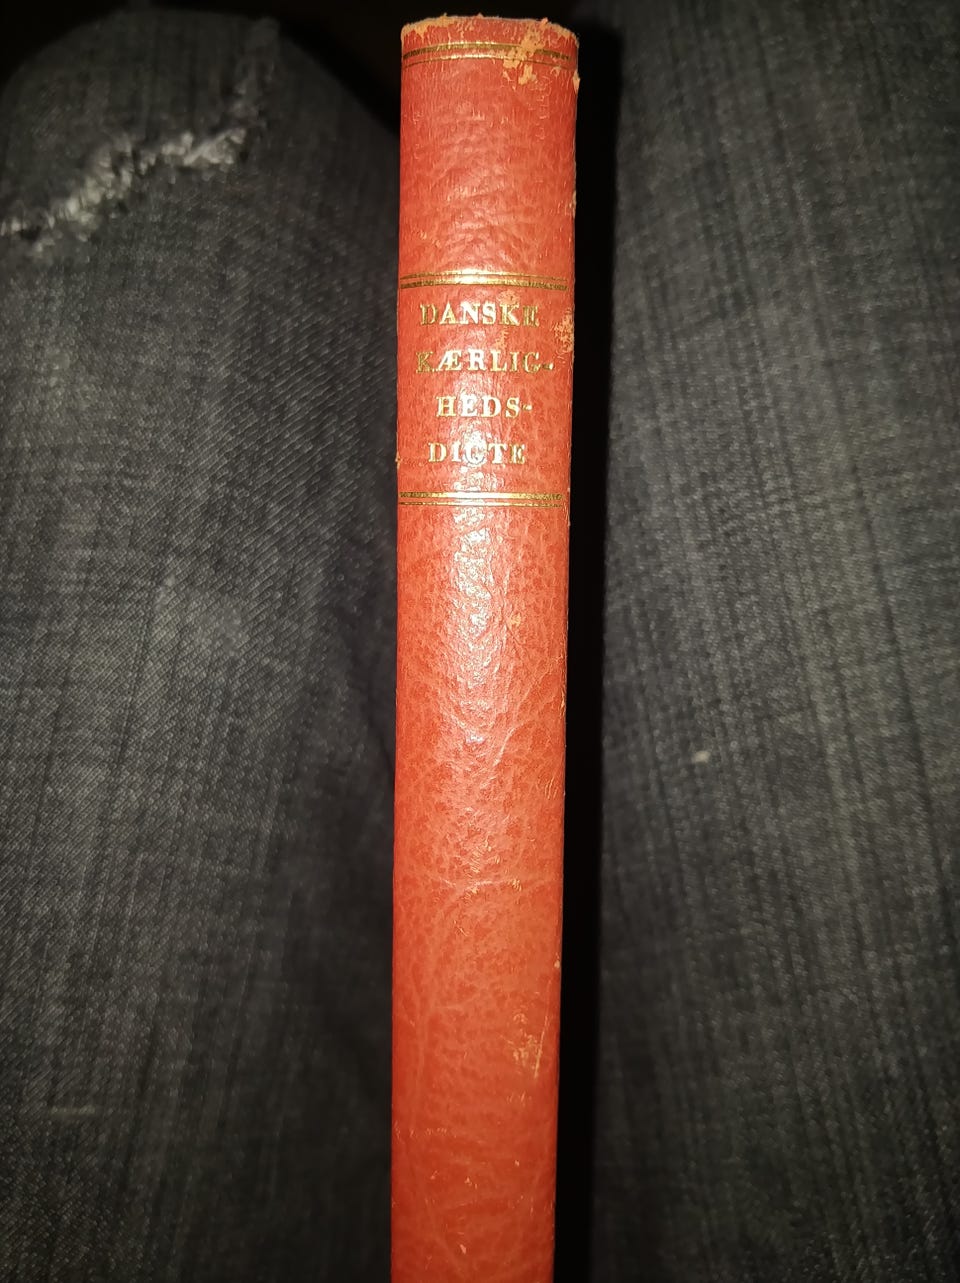 DANSKE
KÆRLIG-
HEDS-
DIGTE